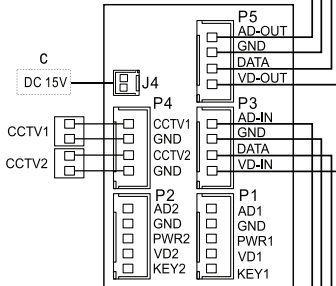 P5
AD-OUT
GND
DATA
VD-OUT
C
DC 15V
J4
P4
CCTV1
GND
CCTV2
GND
CCTV1
CCTV2
P3
AD-IN
GND
DATA
VD-IN
P2
AD2
GND
PWR2
VD2
KEY2
P1
AD1
GND
PWR1
VD1
KEY1